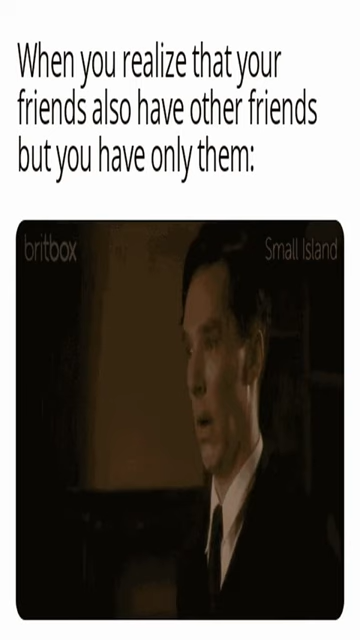 When you realize that your
friends also have other friends
but you have only them:
britbox
Small Island